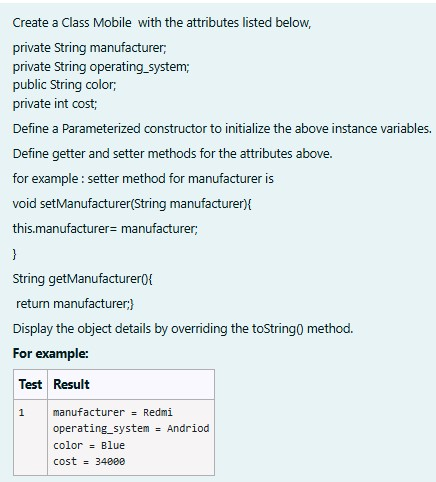 Create a Class Mobile with the attributes listed below,
private String manufacturer;
private String operating_system;
public String color;
private int cost;
Define a Parameterized constructor to initialize the above instance variables.
Define getter and setter methods for the attributes above.
for example : setter method for manufacturer is
void setManufacturer(String manufacturer){
this.manufacturer= manufacturer;
}
String getManufacturer(){
return manufacturer;}
Display the object details by overriding the toString() method.
For example:
Test Result
1 manufacturer = Redmi
operating_system = Andriod
color = Blue
cost = 34000